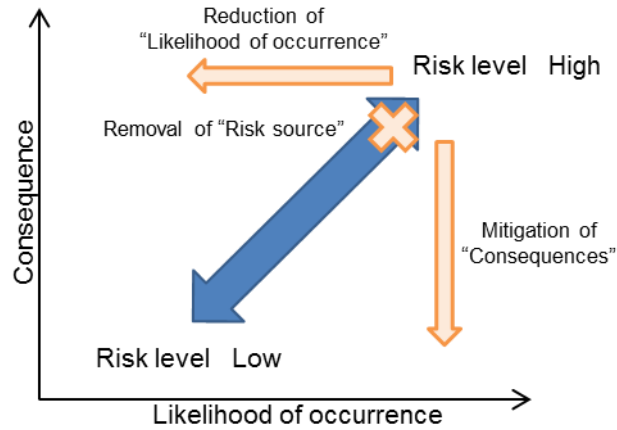 Reduction of
“Likelihood of occurrence”
Risk level High
Removal of “Risk source”
Mitigation of
“Consequences”
Consequence
Risk level Low
Likelihood of occurrence